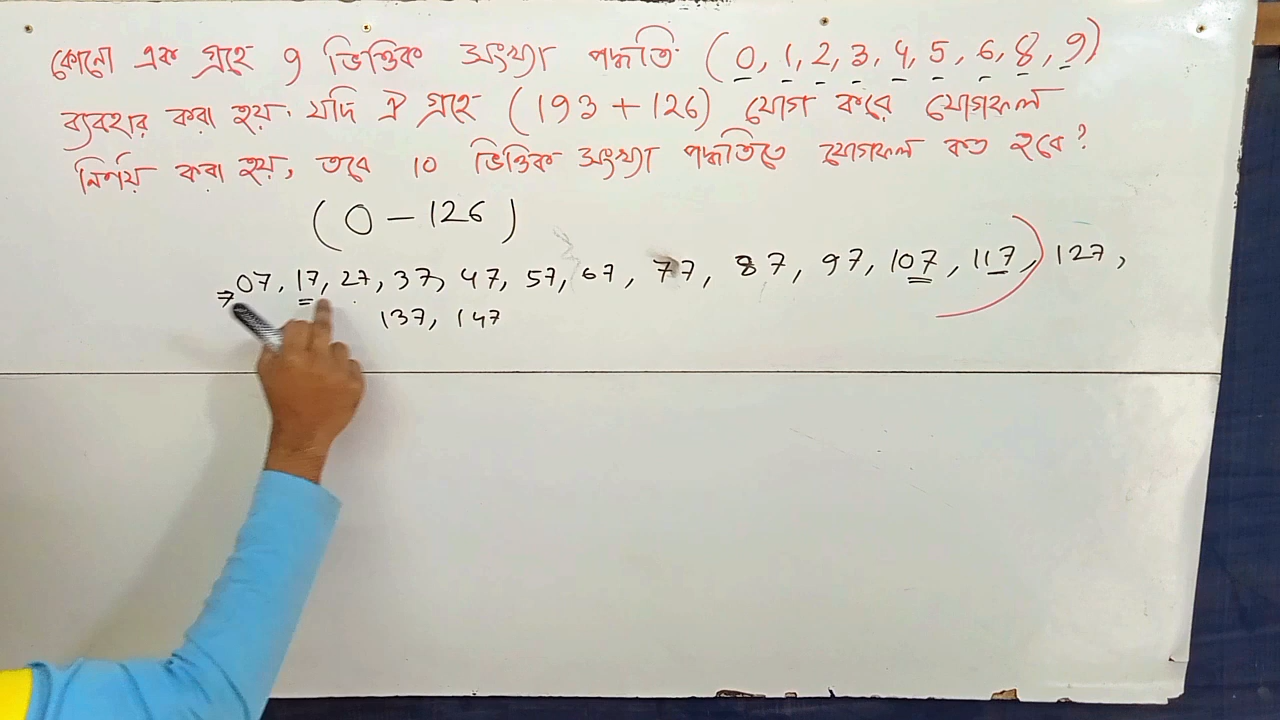 কোনো এক গ্রহে 9 ভিত্তিক সংখ্যা পদ্ধতি (0, 1, 2, 3, 4, 5, 6, 8, 9)
ব্যবহার করা হয়. যদি ঐ গ্রহে (193 + 126) যোগ করে যোগফল
নির্ণয় করা হয়, তবে 10 ভিত্তিক সংখ্যা পদ্ধতিতে যোগফল কত হবে?
(0 – 126)
→ 07, 17, 27, 37, 47, 57, 67, 77, 87, 97, 107, 117, 127,
137, 147